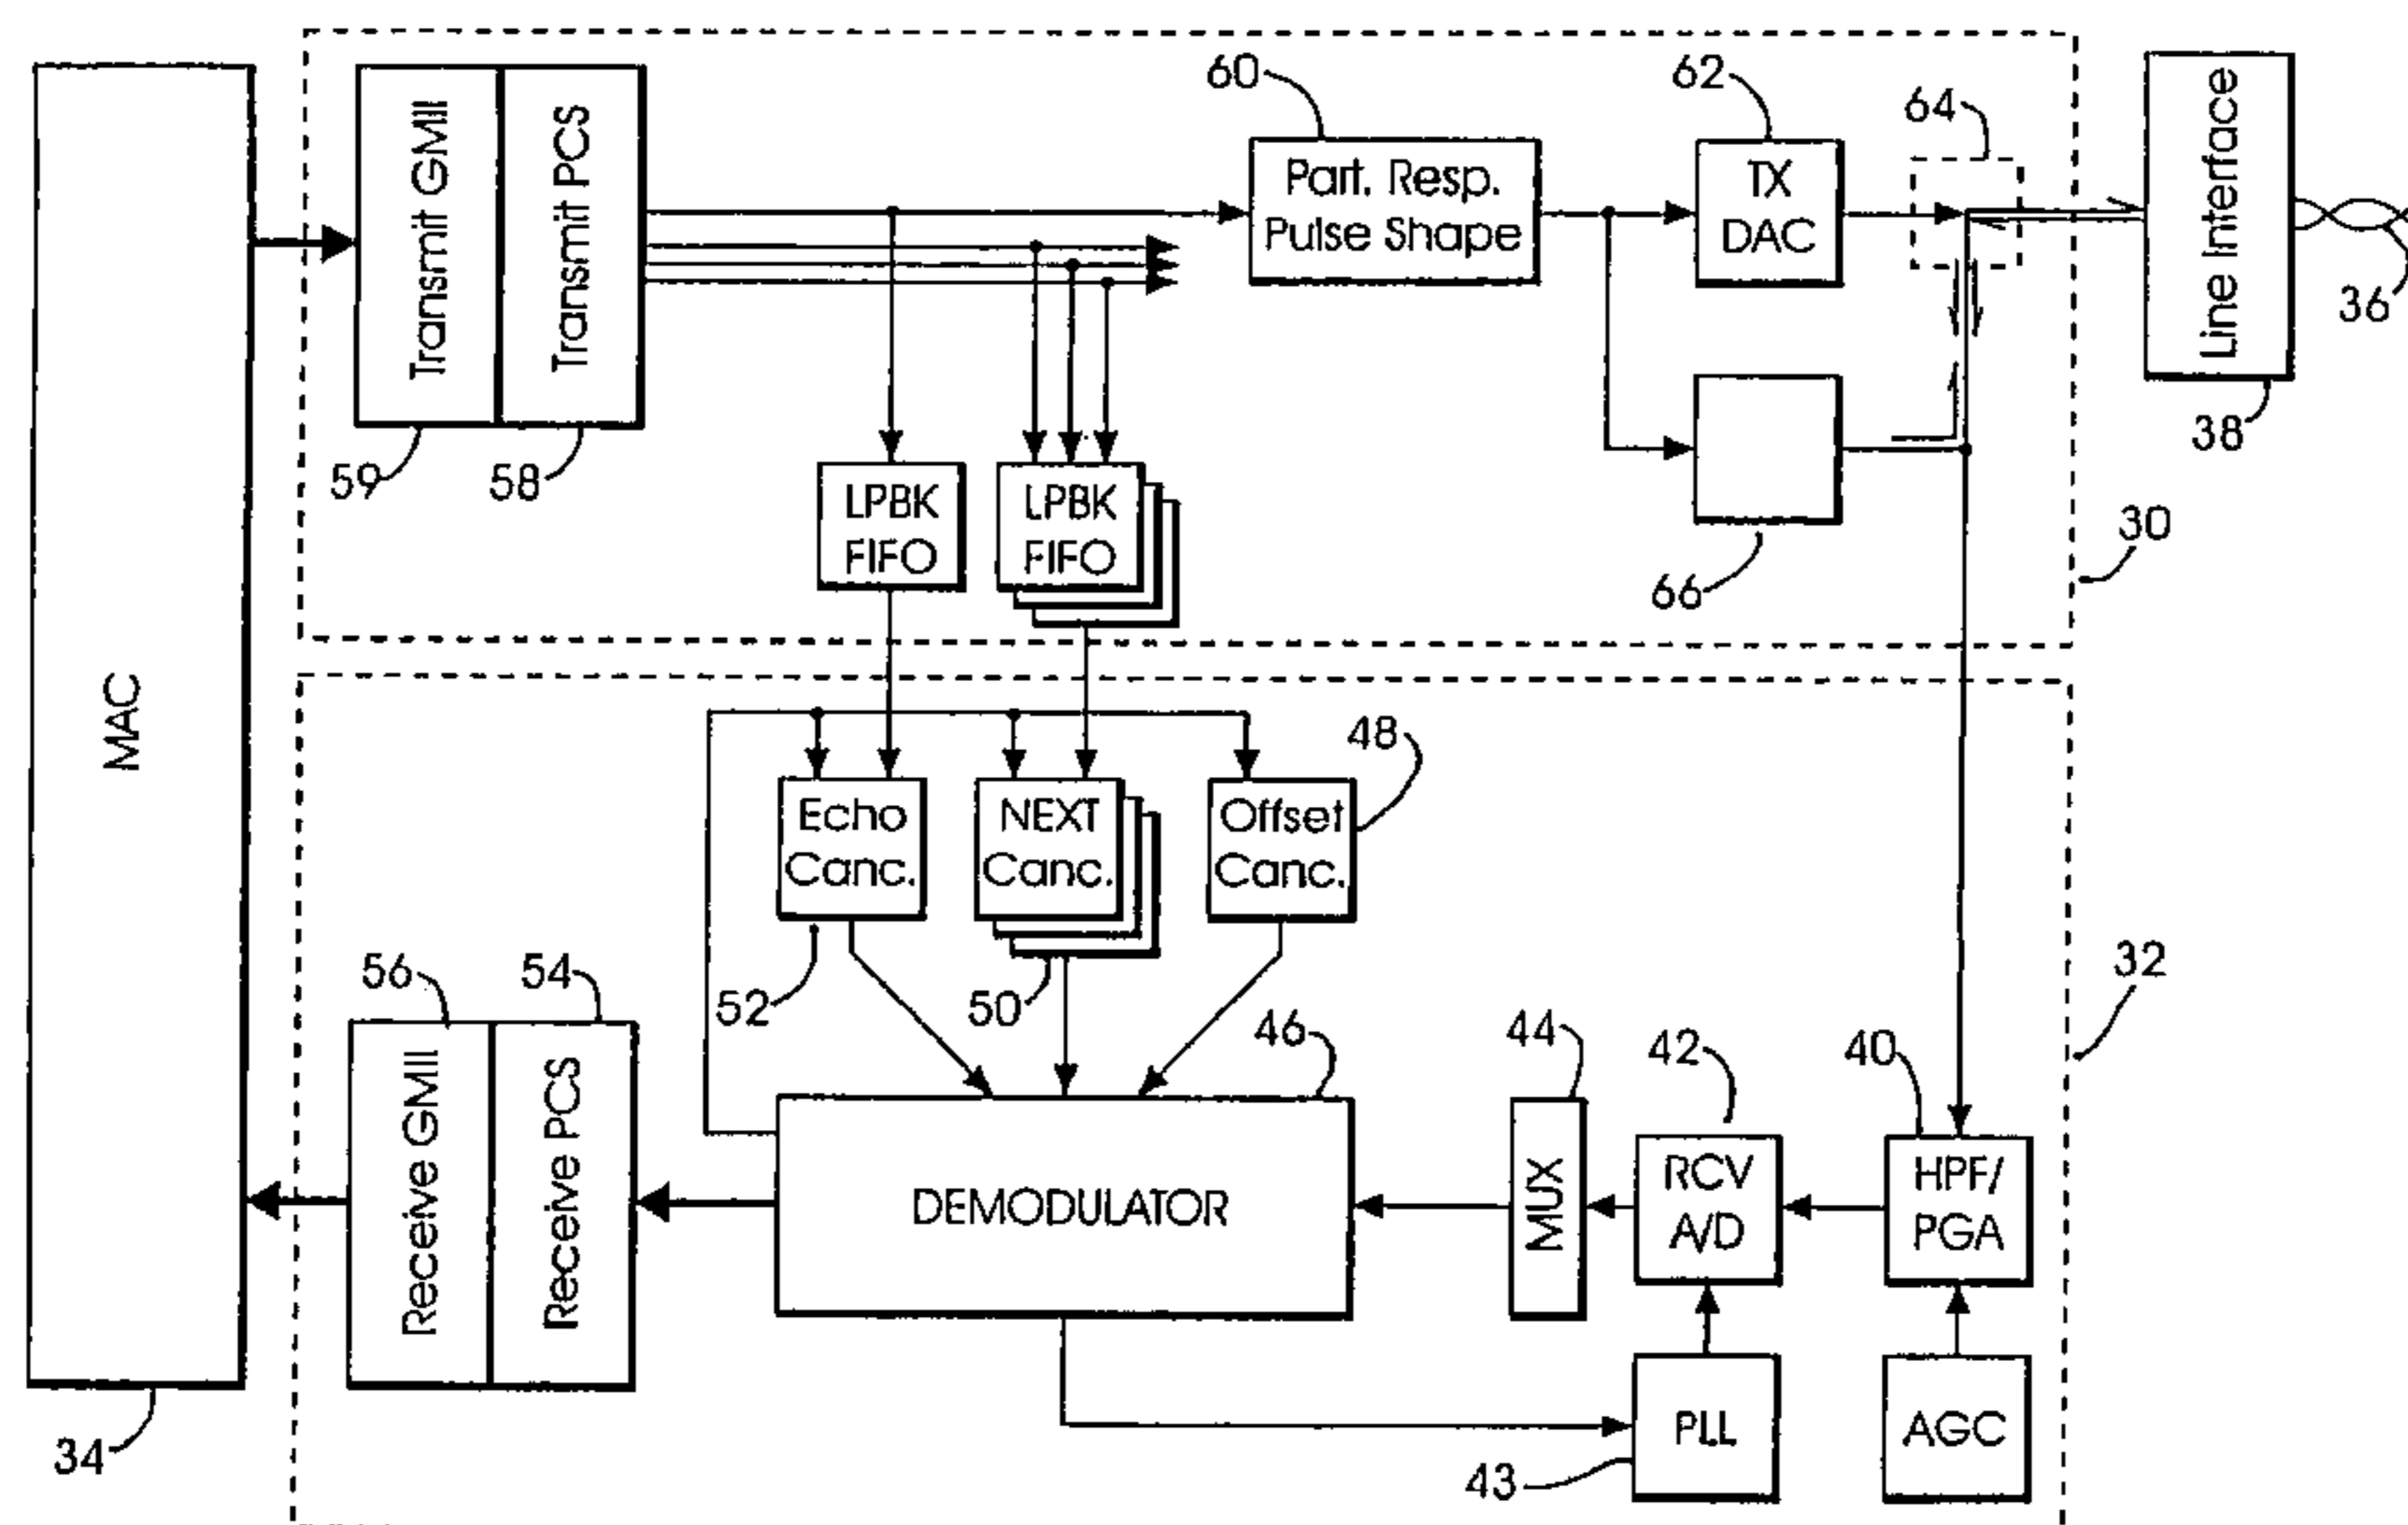 60
62
64
Transmit GMII
Transmit PCS
Part. Resp.
Pulse Shape
TX
DAC
Line Interface
36
38
59
58
LPBK
FIFO
LPBK
FIFO
66
30
MAC
48
Echo
Canc.
NEXT
Canc.
Offset
Canc.
32
56
54
52
50
46
44
42
40
Receive GMII
Receive PCS
DEMODULATOR
MUX
RCV
A/D
HPF/
PGA
34
43
PLL
AGC